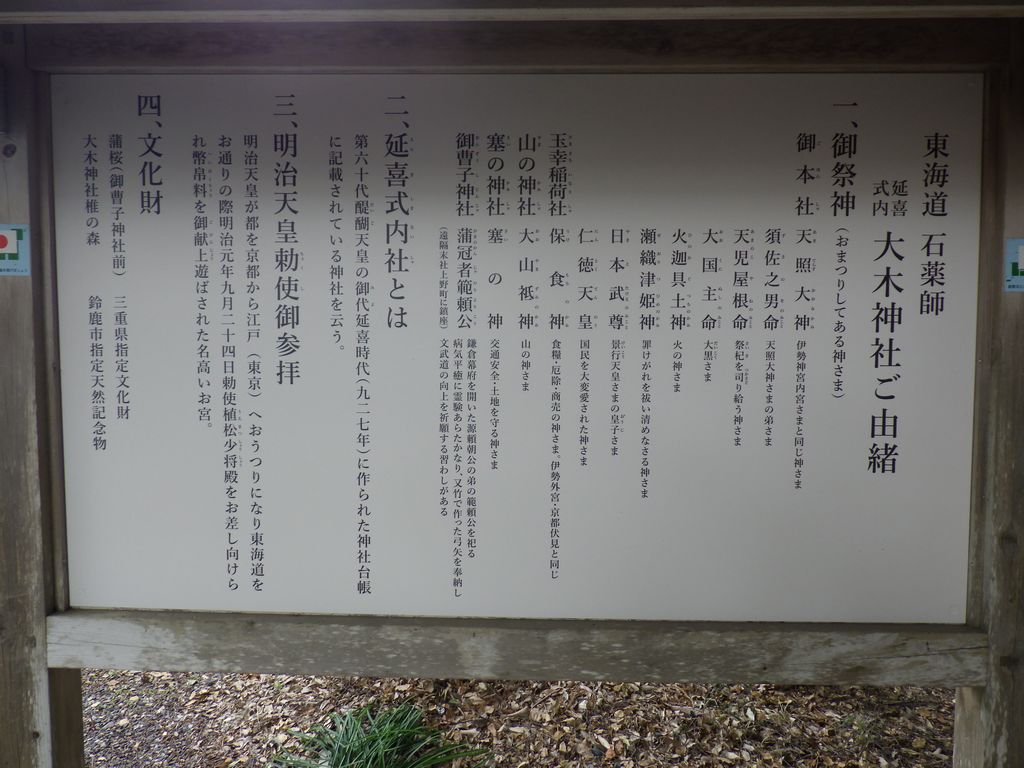 東海道 石薬師
延喜式内 大木神社ご由緒
一、御祭神(おまつりしてある神さま)
御本社 天照大神 伊勢神宮内宮さまと同じ神さま
須佐之男命 天照大神さまの弟さま
天児屋根命 祭祀を司り給う神さま
大国主命 大黒さま
火迦具土神 火の神さま
瀬織津姫神 罪けがれを祓い清めなさる神さま
日本武尊 景行天皇さまの皇子さま
仁徳天皇 国民を大変愛された神さま
玉幸稲荷社 保食神 食糧・厄除・商売の神さま。伊勢外宮・京都伏見と同じ
山の神社 大山祗神 山の神さま
塞の神社 塞の神 交通安全・土地を守る神さま
御曹子神社 蒲冠者範頼公 鎌倉幕府を開いた源頼朝公の弟の範頼公を祀る
(遠隔末社上野町に鎮座) 病気平癒に霊験あらたかなり、又竹で作った弓矢を奉納し
文武道の向上を祈願する習わしがある
二、延喜式内社とは
第六十代醍醐天皇の御代延喜時代(九二七年)に作られた神社台帳
に記載されている神社を云う。
三、明治天皇勅使御参拝
明治天皇が都を京都から江戸(東京)へおうつりになり東海道を
お通りの際明治元年九月二十四日勅使植松少将殿をお差し向けら
れ幣帛料を御献上遊ばされた名高いお宮。
四、文化財
蒲桜(御曹子神社前) 三重県指定文化財
大木神社椎の森 鈴鹿市指定天然記念物